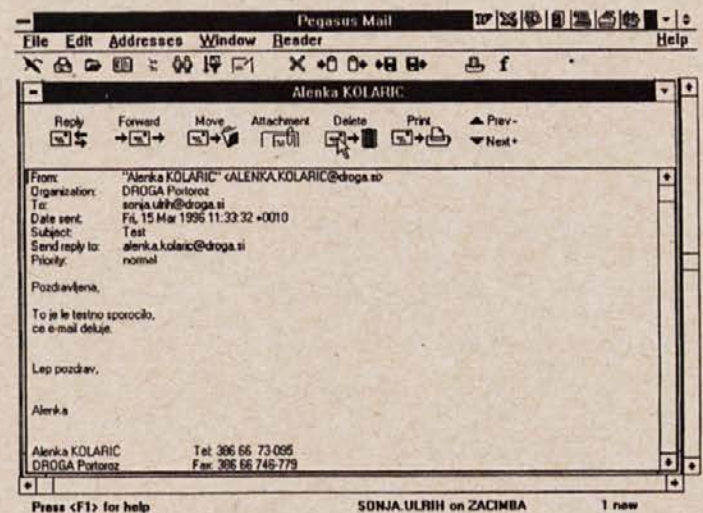 Pegasus Mail
File Edit Addresses Window Reader Help
Alenka KOLARIC
Reply Forward Move Attachment Delete Print Prev-
Next+
From: "Alenka KOLARIC" <ALENKA.KOLARIC@droga.si>
Organization: DROGA Portoroz
To: sonja.ulrih@droga.si
Date sent: Fri, 15 Mar 1996 11:33:32 +0010
Subject: Test
Send reply to: alenka.kolaric@droga.si
Priority: normal
Pozdravljena,
To je le testno sporocilo,
ce e-mail deluje.
Lep pozdrav,
Alenka
Alenka KOLARIC Tel: 386 66 73-095
DROGA Portoroz Fax: 386 66 746-779
Press <F1> for help SONJA.ULRIH on ZACIMBA 1 new